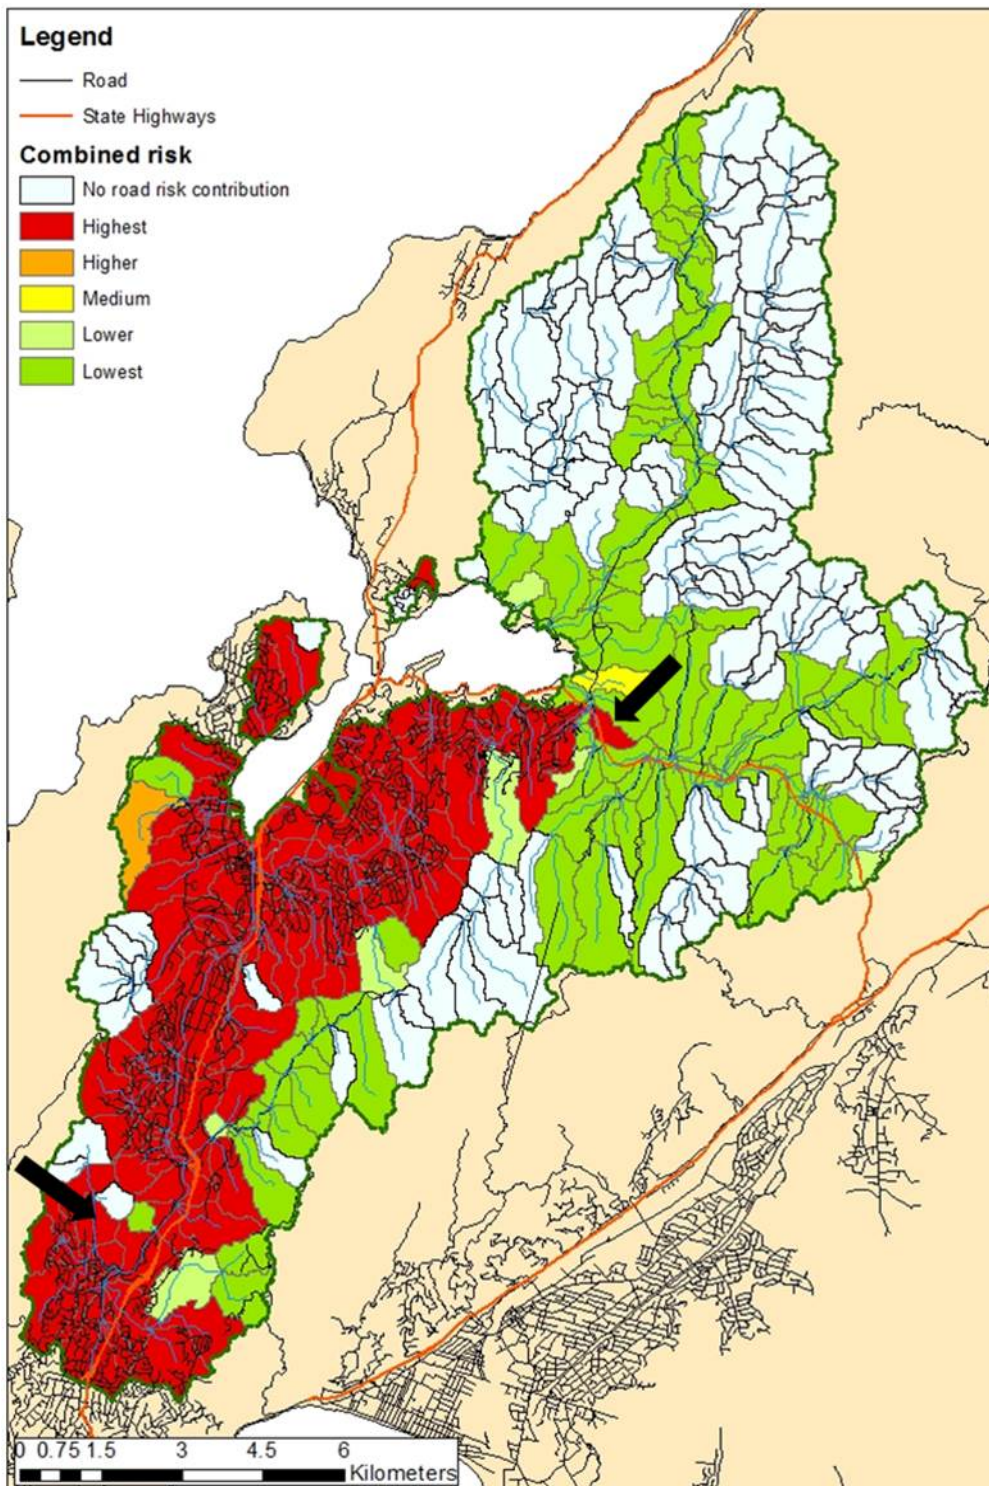 Legend
Road
State Highways
Combined risk
No road risk contribution
Highest
Higher
Medium
Lower
Lowest
0 0.75 1.5 3 4.5 6
Kilometers